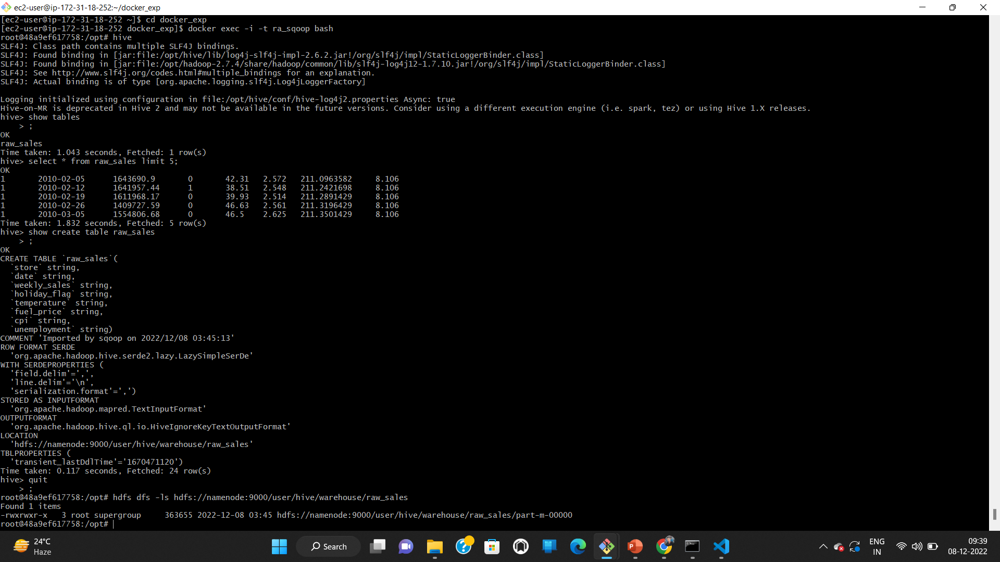 ec2-user@ip-172-31-18-252:~/docker_exp
[ec2-user@ip-172-31-18-252 ~]$ cd docker_exp
[ec2-user@ip-172-31-18-252 docker_exp]$ docker exec -i -t ra_sqoop bash
root@48a9ef617758:/opt# hive
SLF4J: Class path contains multiple SLF4J bindings.
SLF4J: Found binding in [jar:file:/opt/hive/lib/log4j-slf4j-impl-2.6.2.jar!/org/slf4j/impl/StaticLoggerBinder.class]
SLF4J: Found binding in [jar:file:/opt/hadoop-2.7.4/share/hadoop/common/lib/slf4j-log4j12-1.7.10.jar!/org/slf4j/impl/StaticLoggerBinder.class]
SLF4J: See http://www.slf4j.org/codes.html#multiple_bindings for an explanation.
SLF4J: Actual binding is of type [org.apache.logging.slf4j.Log4jLoggerFactory]
Logging initialized using configuration in file:/opt/hive/conf/hive-log4j2.properties Async: true
Hive-on-MR is deprecated in Hive 2 and may not be available in the future versions. Consider using a different execution engine (i.e. spark, tez) or using Hive 1.X releases.
hive> show tables
    > ;
OK
raw_sales
Time taken: 1.043 seconds, Fetched: 1 row(s)
hive> select * from raw_sales limit 5;
OK
1       2010-02-05      1643690.9       0       42.31   2.572   211.0963582     8.106
1       2010-02-12      1641957.44      1       38.51   2.548   211.2421698     8.106
1       2010-02-19      1611968.17      0       39.93   2.514   211.2891429     8.106
1       2010-02-26      1409727.59      0       46.63   2.561   211.3196429     8.106
1       2010-03-05      1554806.68      0       46.5    2.625   211.3501429     8.106
Time taken: 1.832 seconds, Fetched: 5 row(s)
hive> show create table raw_sales
    > ;
OK
CREATE TABLE `raw_sales`(
  `store` string,
  `date` string,
  `weekly_sales` string,
  `holiday_flag` string,
  `temperature` string,
  `fuel_price` string,
  `cpi` string,
  `unemployment` string)
COMMENT 'Imported by sqoop on 2022/12/08 03:45:13'
ROW FORMAT SERDE
  'org.apache.hadoop.hive.serde2.lazy.LazySimpleSerDe'
WITH SERDEPROPERTIES (
  'field.delim'=',',
  'line.delim'='\n',
  'serialization.format'=',')
STORED AS INPUTFORMAT
  'org.apache.hadoop.mapred.TextInputFormat'
OUTPUTFORMAT
  'org.apache.hadoop.hive.ql.io.HiveIgnoreKeyTextOutputFormat'
LOCATION
  'hdfs://namenode:9000/user/hive/warehouse/raw_sales'
TBLPROPERTIES (
  'transient_lastDdlTime'='1670471120')
Time taken: 0.117 seconds, Fetched: 24 row(s)
hive> quit
    > ;
root@48a9ef617758:/opt# hdfs dfs -ls hdfs://namenode:9000/user/hive/warehouse/raw_sales
Found 1 items
-rwxrwxr-x   3 root supergroup     363655 2022-12-08 03:45 hdfs://namenode:9000/user/hive/warehouse/raw_sales/part-m-00000
root@48a9ef617758:/opt#
24°C
Haze
Search
ENG
IN
09:39
08-12-2022